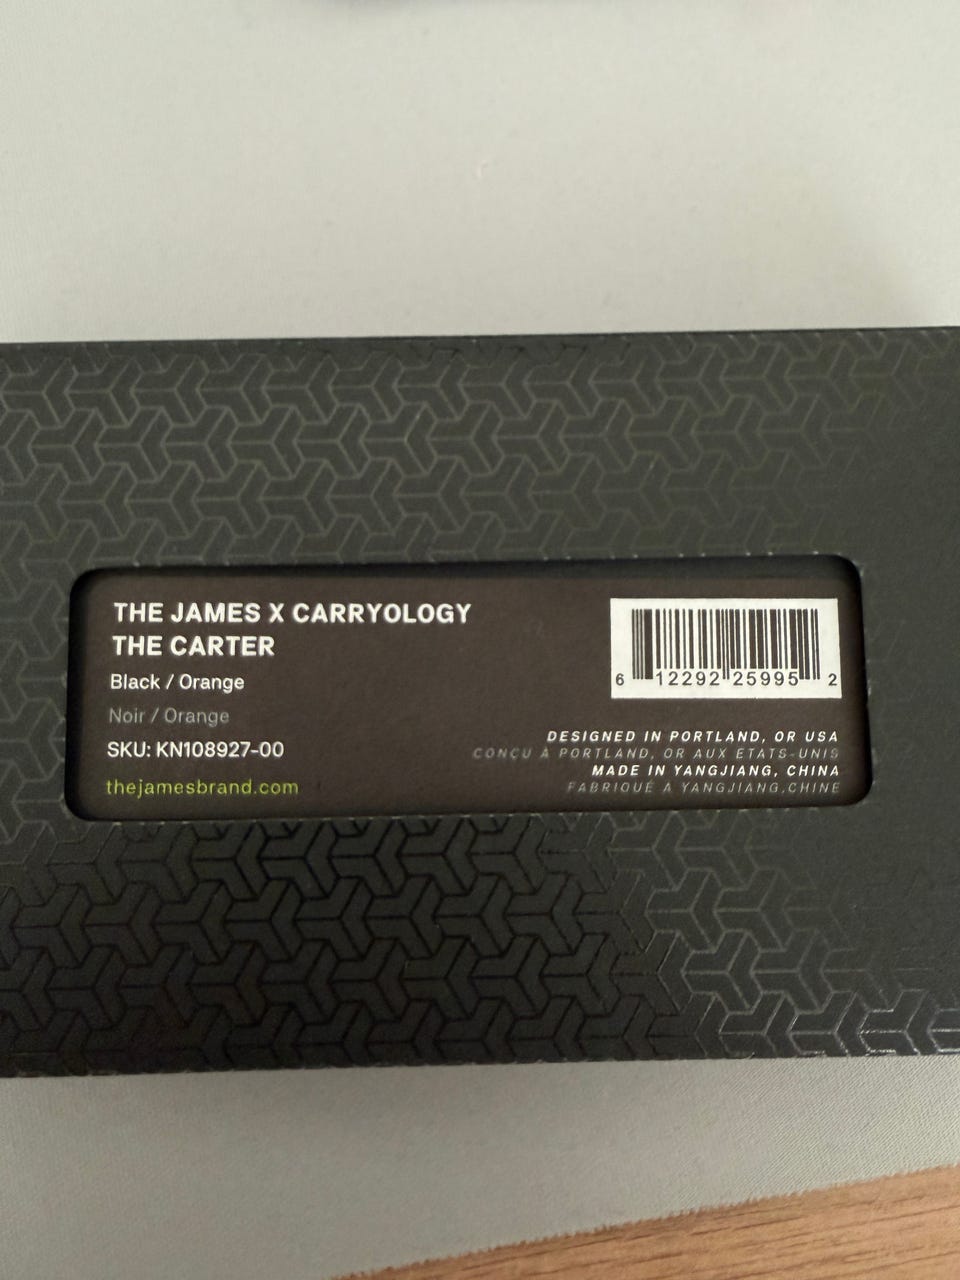 THE JAMES X CARRYOLOGY
THE CARTER
Black / Orange
Noir / Orange
SKU: KN108927-00
thejamesbrand.com
6 12292 25995 2
DESIGNED IN PORTLAND, OR USA
CONÇU À PORTLAND, OR AUX ETATS-UNIS
MADE IN YANGJIANG, CHINA
FABRIQUÉ À YANGJIANG,CHINE